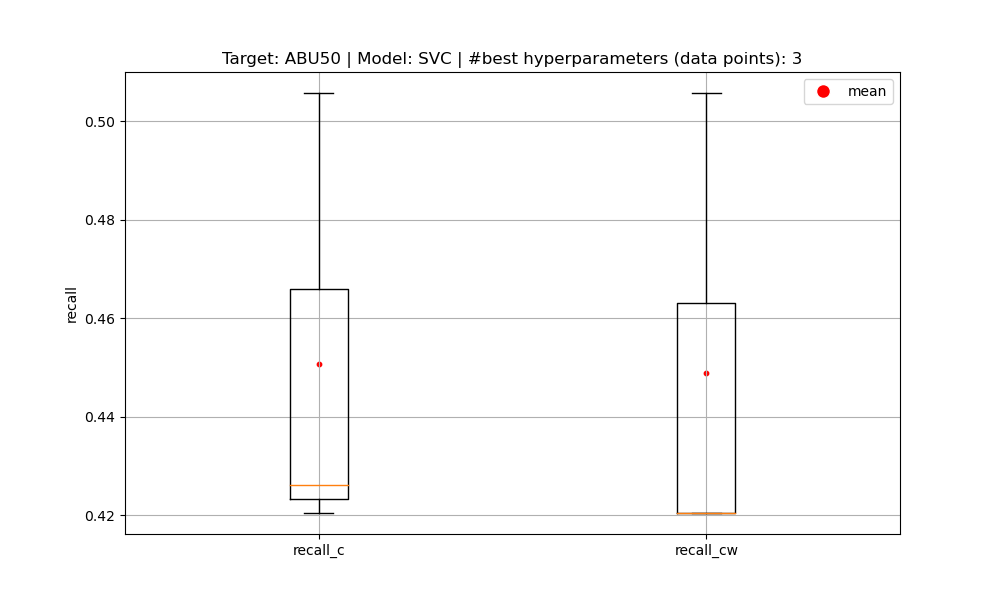 Target: ABU50 | Model: SVC | #best hyperparameters (data points): 3
mean
0.50
0.48
0.46
0.44
0.42
recall
recall_c
recall_cw